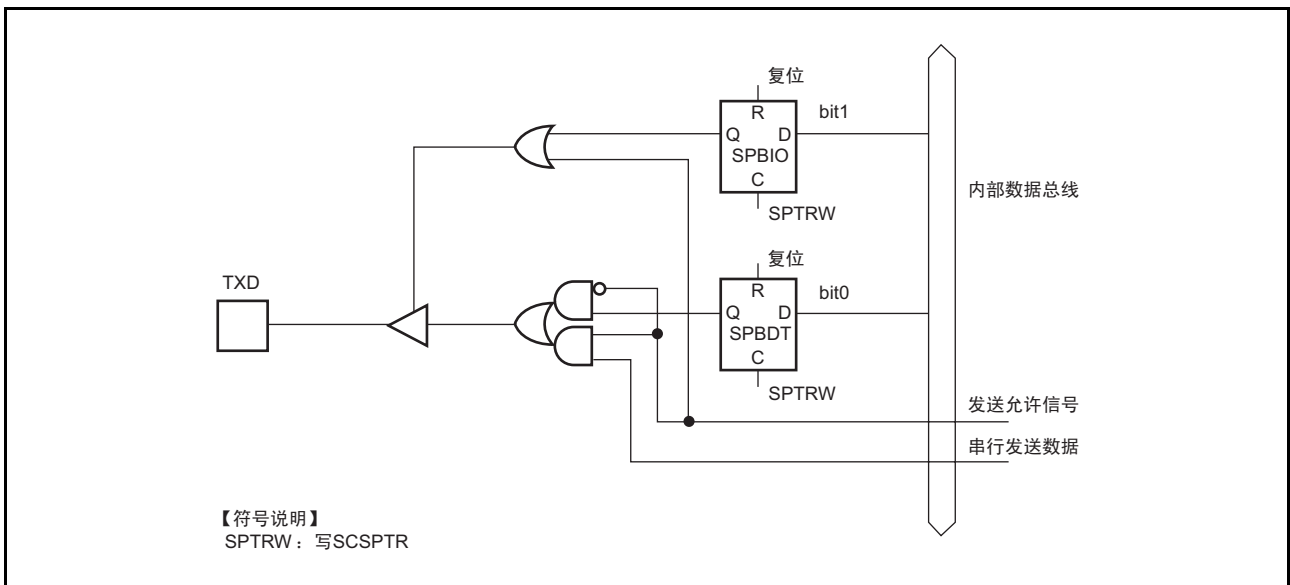 复位
R
bit1
Q D
SPBIO
C
SPTRW
内部数据总线
复位
TXD
R
bit0
Q D
SPBDT
C
SPTRW
发送允许信号
串行发送数据
【符号说明】
SPTRW： 写SCSPTR